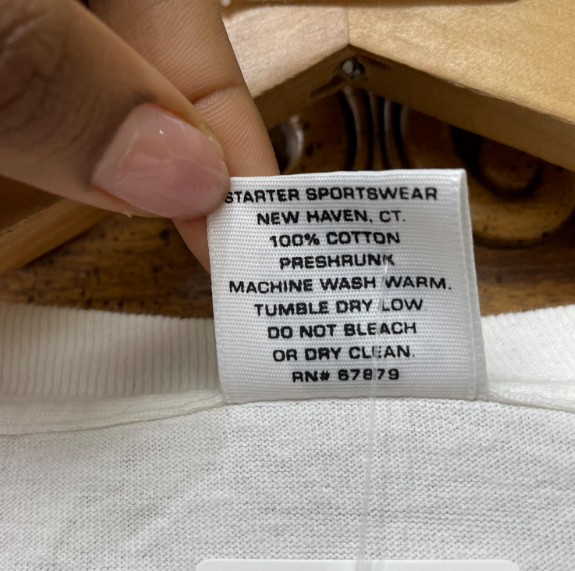 STARTER SPORTSWEAR
NEW HAVEN, CT.
100% COTTON
PRESHRUNK
MACHINE WASH WARM.
TUMBLE DRY LOW
DO NOT BLEACH
OR DRY CLEAN.
RN# 67879